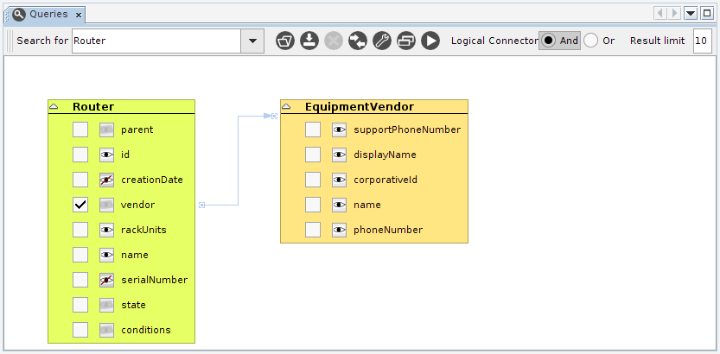 Queries
Search for Router Logical Connector And Or Result limit 10
Router
parent
id
creationDate
vendor
rackUnits
name
serialNumber
state
conditions
EquipmentVendor
supportPhoneNumber
displayName
corporativeId
name
phoneNumber